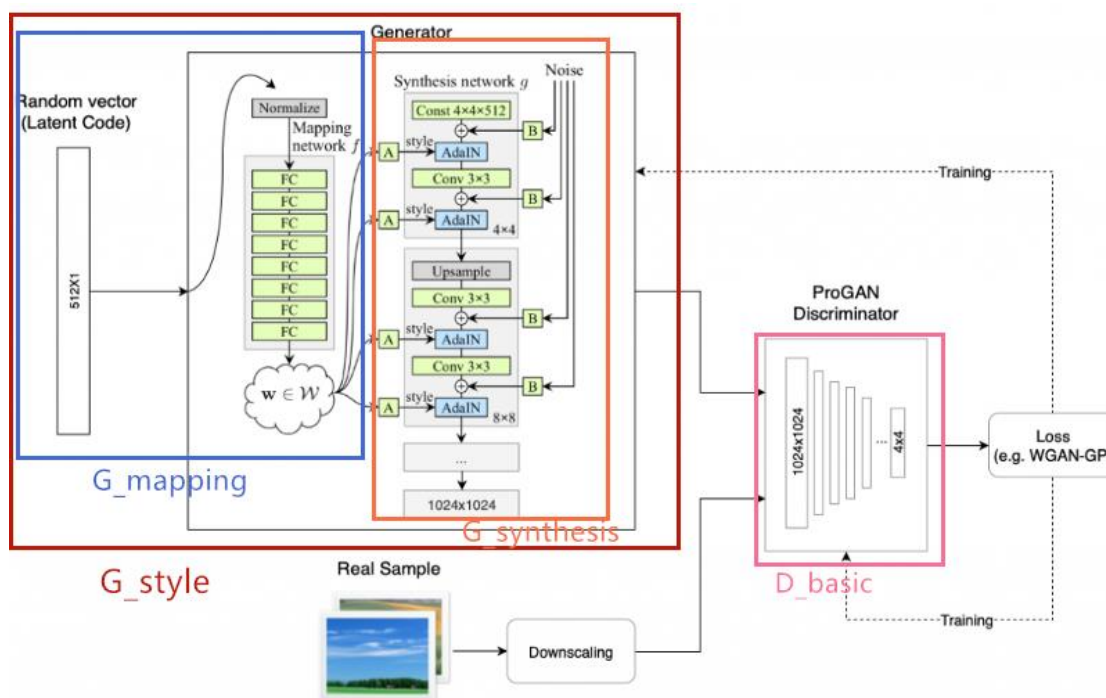 Generator
Random vector
(Latent Code)
512X1
Normalize
Mapping
network f
FC
FC
FC
FC
FC
FC
FC
FC
w ∈ W
G_mapping
Synthesis network g
Noise
Const 4×4×512
B
A
style
AdaIN
Conv 3×3
B
A
style
AdaIN
4×4
Upsample
Conv 3×3
B
A
style
AdaIN
Conv 3×3
B
A
style
AdaIN
8×8
...
1024x1024
G_synthesis
G_style
Training
ProGAN
Discriminator
1024x1024
...
4x4
D_basic
Loss
(e.g. WGAN-GP
Training
Real Sample
Downscaling